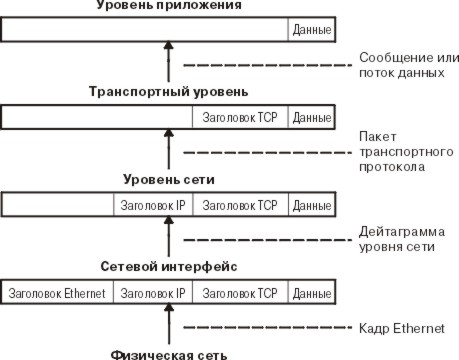 Уровень приложения
Данные
Сообщение или
поток данных
Транспортный уровень
Заголовок TCP Данные
Пакет
транспортного
протокола
Уровень сети
Заголовок IP Заголовок TCP Данные
Дейтаграмма
уровня сети
Сетевой интерфейс
Заголовок Ethernet Заголовок IP Заголовок TCP Данные
Кадр Ethernet
Физическая сеть